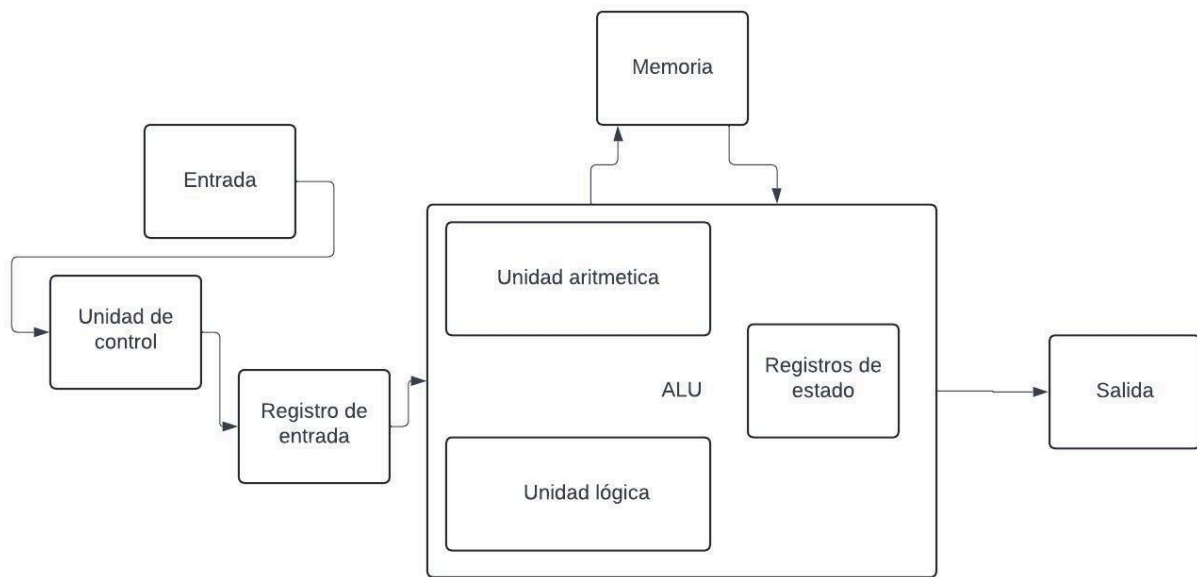 Memoria
Entrada
Unidad aritmetica
Unidad de
control
Registros de
estado
ALU
Salida
Registro de
entrada
Unidad lógica